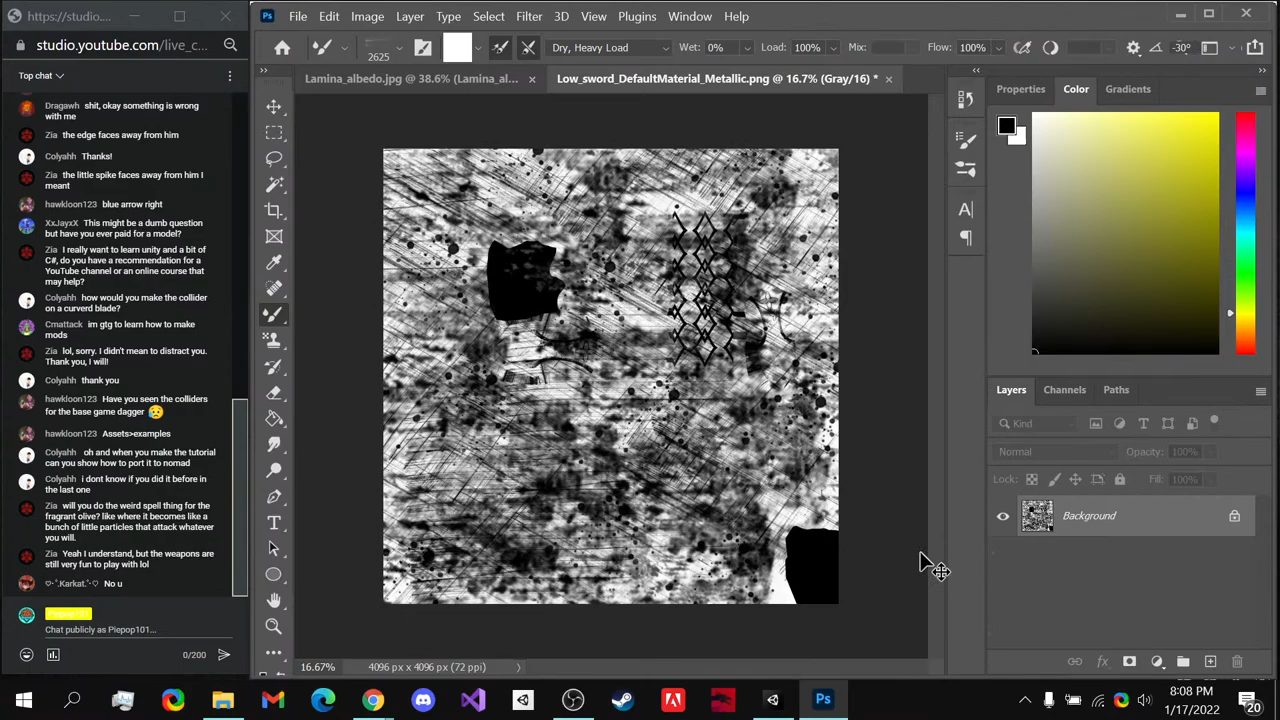 https://studio....
studio.youtube.com/live_c...
Top chat
Dragawh shit, okay something is wrong
with me
Zia the edge faces away from him
Colyahh Thanks!
Zia the little spike faces away from him I
meant
hawkloon123 blue arrow right
XxJayxX This might be a dumb question
but have you ever paid for a model?
Zia I really want to learn unity and a bit of
C#, do you have a recommendation for a
YouTube channel or an online course that
may help?
Colyahh how would you make the collider
on a curverd blade?
Cmattack im gtg to learn how to make
mods
Zia lol, sorry. I didn't mean to distract you.
Thank you, I will!
Colyahh thank you
hawkloon123 Have you seen the colliders
for the base game dagger 😥
hawkloon123 Assets>examples
Colyahh oh and when you make the tutorial
can you show how to port it to nomad
Colyahh i dont know if you did it before in
the last one
Zia will you do the weird spell thing for the
fragrant olive? like where it becomes like a
bunch of little particles that attack whatever
you will.
Zia Yeah I understand, but the weapons are
still very fun to play with lol
♡·˚.Karkat.˚·♡ No u
Piepop101
Chat publicly as Piepop101...
0/200
Ps File Edit Image Layer Type Select Filter 3D View Plugins Window Help
2625 Dry, Heavy Load Wet: 0% Load: 100% Mix: Flow: 100% -30°
Lamina_albedo.jpg @ 38.6% (Lamina_al... × Low_sword_DefaultMaterial_Metallic.png @ 16.7% (Gray/16) * ×
Properties Color Gradients
Layers Channels Paths
Kind
Normal Opacity: 100%
Lock: Fill: 100%
Background
16.67% 4096 px x 4096 px (72 ppi)
Ps
8:08 PM
1/17/2022
20